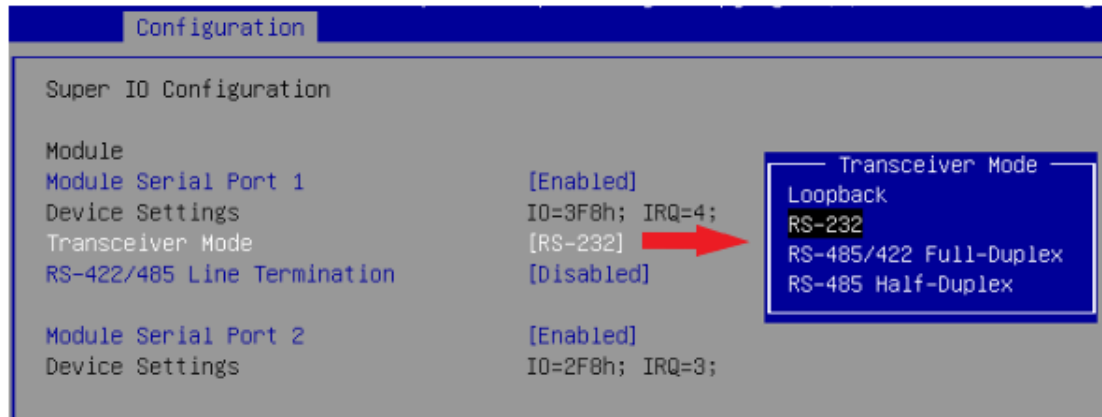 Configuration
Super IO Configuration
Module
Module Serial Port 1 [Enabled]
Device Settings IO=3F8h; IRQ=4;
Transceiver Mode [RS-232]
RS-422/485 Line Termination [Disabled]
Module Serial Port 2 [Enabled]
Device Settings IO=2F8h; IRQ=3;
Transceiver Mode
Loopback
RS-232
RS-485/422 Full-Duplex
RS-485 Half-Duplex